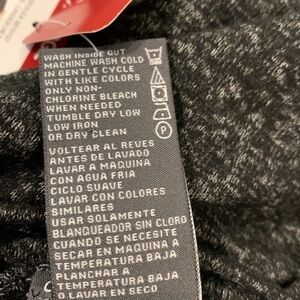 WASH INSIDE OUT
MACHINE WASH COLD
IN GENTLE CYCLE
WITH LIKE COLORS
ONLY NON-
CHLORINE BLEACH
WHEN NEEDED
TUMBLE DRY LOW
LOW IRON
OR DRY CLEAN
P
VOLTEAR AL REVES
ANTES DE LAVADO
LAVAR A MAQUINA
CON AGUA FRIA
CICLO SUAVE
LAVAR CON COLORES
SIMILARES
USAR SOLAMENTE
BLANQUEADOR SIN CLORO
CUANDO SE NECESITE
SECAR EN MAQUINA A
TEMPERATURA BAJA
PLANCHAR A
TEMPERATURA BAJA
O LAVAR EN SECO